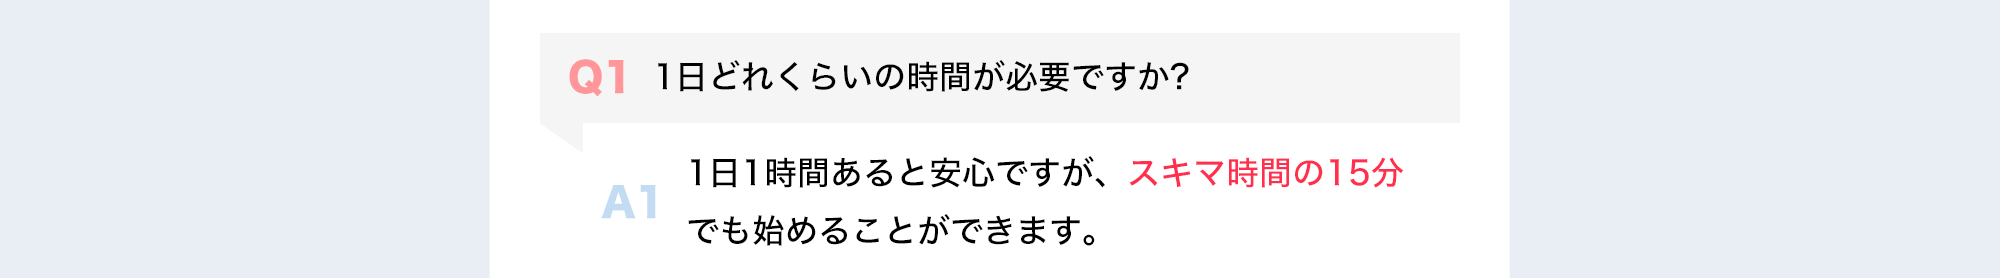 Q1 1日どれくらいの時間が必要ですか?
A1 1日1時間あると安心ですが、スキマ時間の15分
でも始めることができます。